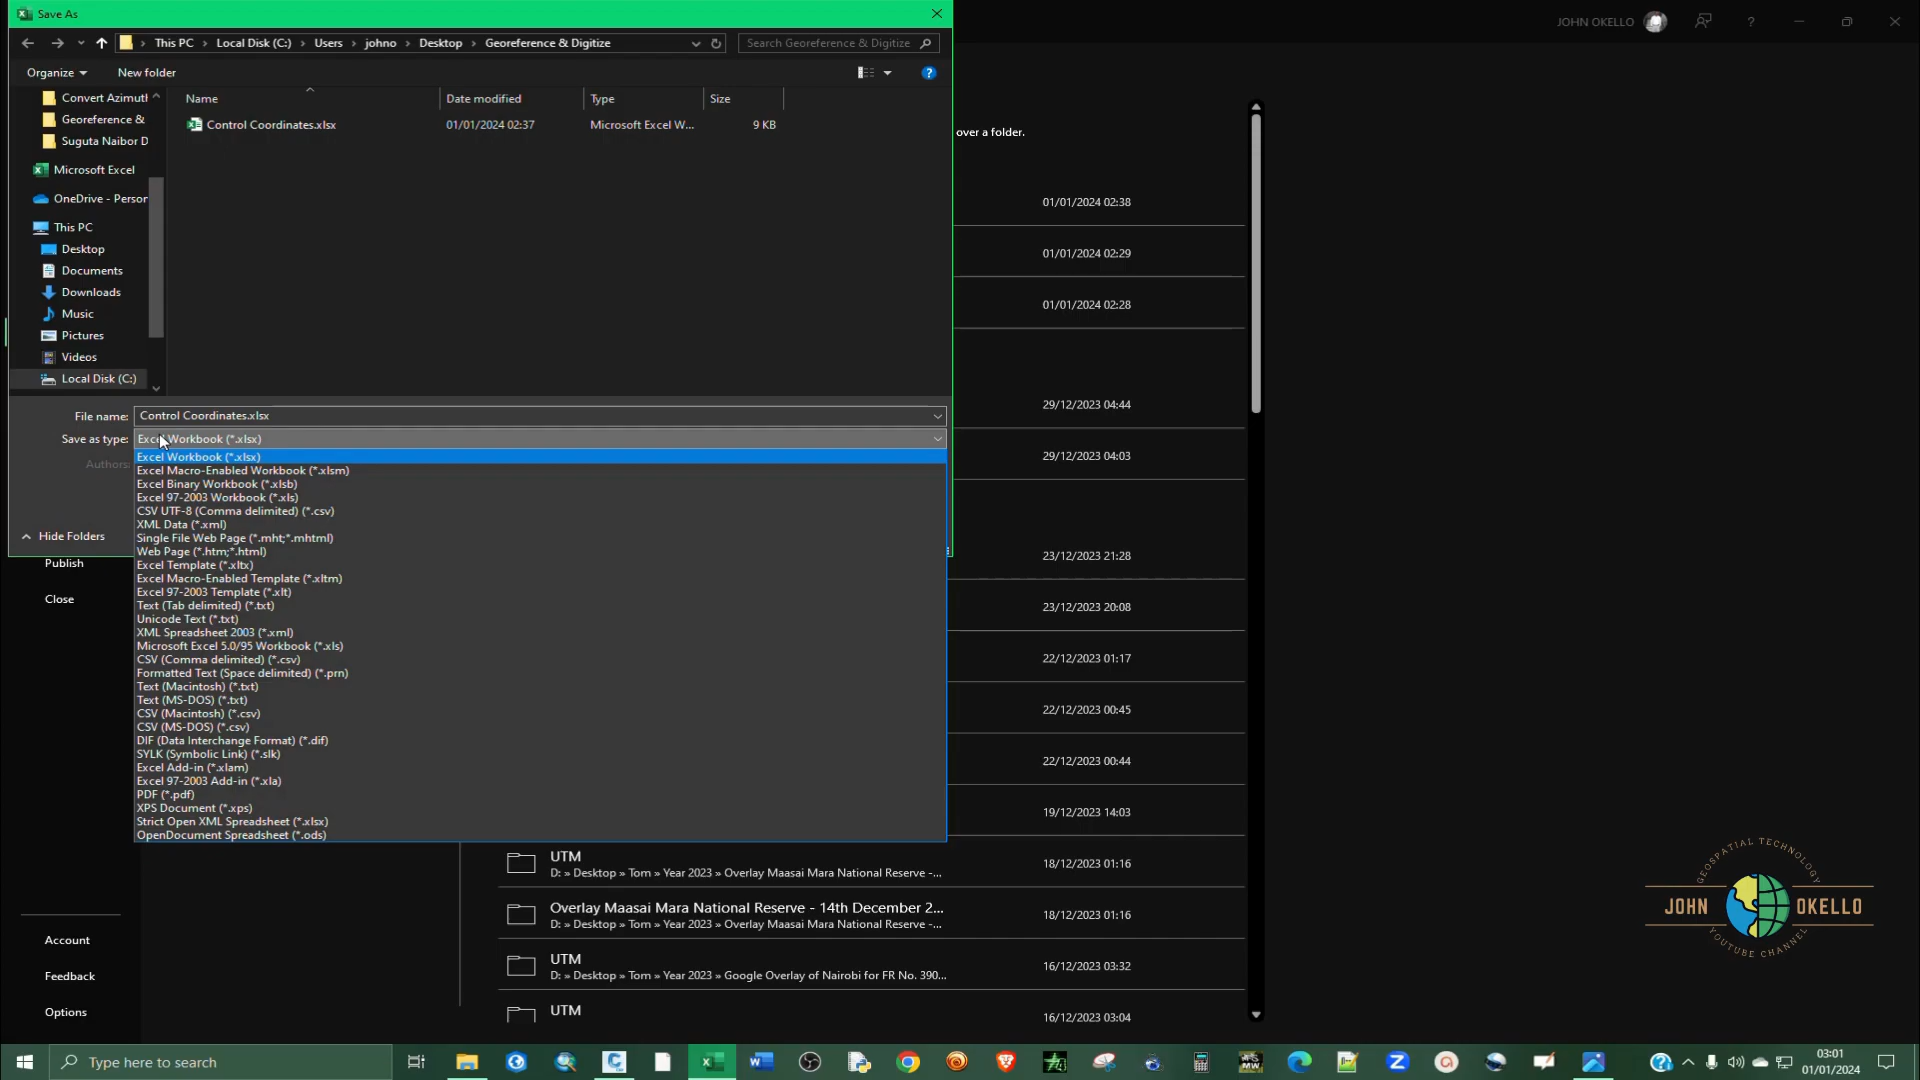 Save As
JOHN OKELLO
This PC
Local Disk (C:)
Users
johno
Desktop
Georeference & Digitize
Search Georeference & Digitize
Organize
New folder
Convert Azimutl
Georeference &
Suguta Naibor D
Microsoft Excel
OneDrive - Person
This PC
Desktop
Documents
Downloads
Music
Pictures
Videos
Local Disk (C:)
Name
Date modified
Type
Size
Control Coordinates.xlsx
01/01/2024 02:37
Microsoft Excel W...
9 KB
over a folder.
01/01/2024 02:38
01/01/2024 02:29
01/01/2024 02:28
29/12/2023 04:44
29/12/2023 04:03
23/12/2023 21:28
23/12/2023 20:08
22/12/2023 01:17
22/12/2023 00:45
22/12/2023 00:44
19/12/2023 14:03
File name:
Control Coordinates.xlsx
Save as type:
Excel Workbook (*.xlsx)
Authors:
Excel Workbook (*.xlsx)
Excel Macro-Enabled Workbook (*.xlsm)
Excel Binary Workbook (*.xlsb)
Excel 97-2003 Workbook (*.xls)
CSV UTF-8 (Comma delimited) (*.csv)
XML Data (*.xml)
Single File Web Page (*.mht;*.mhtml)
Web Page (*.htm;*.html)
Excel Template (*.xltx)
Excel Macro-Enabled Template (*.xltm)
Excel 97-2003 Template (*.xlt)
Text (Tab delimited) (*.txt)
Unicode Text (*.txt)
XML Spreadsheet 2003 (*.xml)
Microsoft Excel 5.0/95 Workbook (*.xls)
CSV (Comma delimited) (*.csv)
Formatted Text (Space delimited) (*.prn)
Text (Macintosh) (*.txt)
Text (MS-DOS) (*.txt)
CSV (Macintosh) (*.csv)
CSV (MS-DOS) (*.csv)
DIF (Data Interchange Format) (*.dif)
SYLK (Symbolic Link) (*.slk)
Excel Add-in (*.xlam)
Excel 97-2003 Add-in (*.xla)
PDF (*.pdf)
XPS Document (*.xps)
Strict Open XML Spreadsheet (*.xlsx)
OpenDocument Spreadsheet (*.ods)
Hide Folders
Publish
Close
Account
Feedback
Options
UTM
D: » Desktop » Tom » Year 2023 » Overlay Maasai Mara National Reserve -...
18/12/2023 01:16
Overlay Maasai Mara National Reserve - 14th December 2...
D: » Desktop » Tom » Year 2023 » Overlay Maasai Mara National Reserve -...
18/12/2023 01:16
UTM
D: » Desktop » Tom » Year 2023 » Google Overlay of Nairobi for FR No. 390...
16/12/2023 03:32
UTM
16/12/2023 03:04
GEOSPATIAL TECHNOLOGY
JOHN OKELLO
YOUTUBE CHANNEL
Type here to search
03:01
01/01/2024